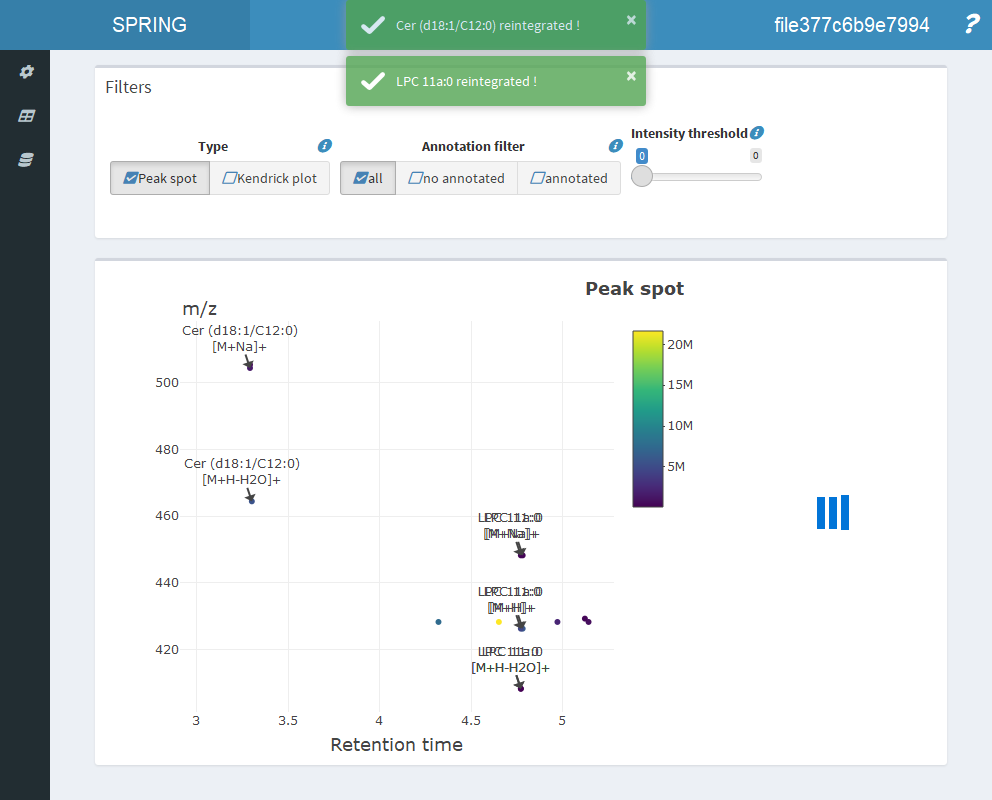 SPRING
Cer (d18:1/C12:0) reintegrated !
×
file377c6b9e7994
?
LPC 11a:0 reintegrated !
×
Filters
Type
Annotation filter
Intensity threshold
0
0
Peak spot
Kendrick plot
all
no annotated
annotated
Peak spot
m/z
Cer (d18:1/C12:0)
[M+Na]+
Cer (d18:1/C12:0)
[M+H-H2O]+
LPC 11a:0
[M+Na]+
LPC 11a:0
[M+H]+
LPC 11a:0
[M+H-H2O]+
500
480
460
440
420
3
3.5
4
4.5
5
Retention time
20M
15M
10M
5M